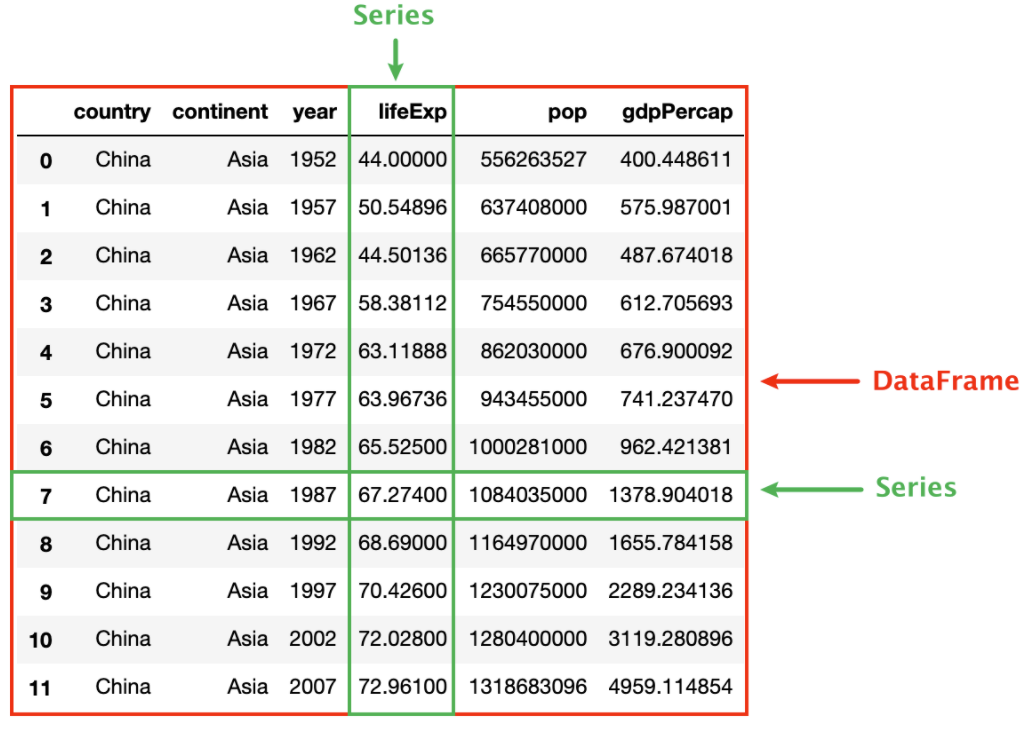 Series
country continent year lifeExp pop gdpPercap
0 China Asia 1952 44.00000 556263527 400.448611
1 China Asia 1957 50.54896 637408000 575.987001
2 China Asia 1962 44.50136 665770000 487.674018
3 China Asia 1967 58.38112 754550000 612.705693
4 China Asia 1972 63.11888 862030000 676.900092
DataFrame
5 China Asia 1977 63.96736 943455000 741.237470
6 China Asia 1982 65.52500 1000281000 962.421381
7 China Asia 1987 67.27400 1084035000 1378.904018 Series
8 China Asia 1992 68.69000 1164970000 1655.784158
9 China Asia 1997 70.42600 1230075000 2289.234136
10 China Asia 2002 72.02800 1280400000 3119.280896
11 China Asia 2007 72.96100 1318683096 4959.114854